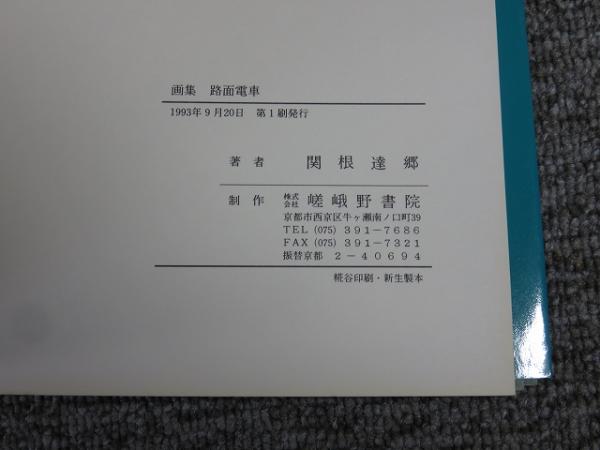 画集 路面電車
1993年9月20日 第1刷発行
著者 関根達郷
制作 株式会社 嵯峨野書院
京都市西京区牛ヶ瀬南ノ口町39
TEL (075) 391-7686
FAX (075) 391-7321
振替京都 2-40694
糀谷印刷・新生製本